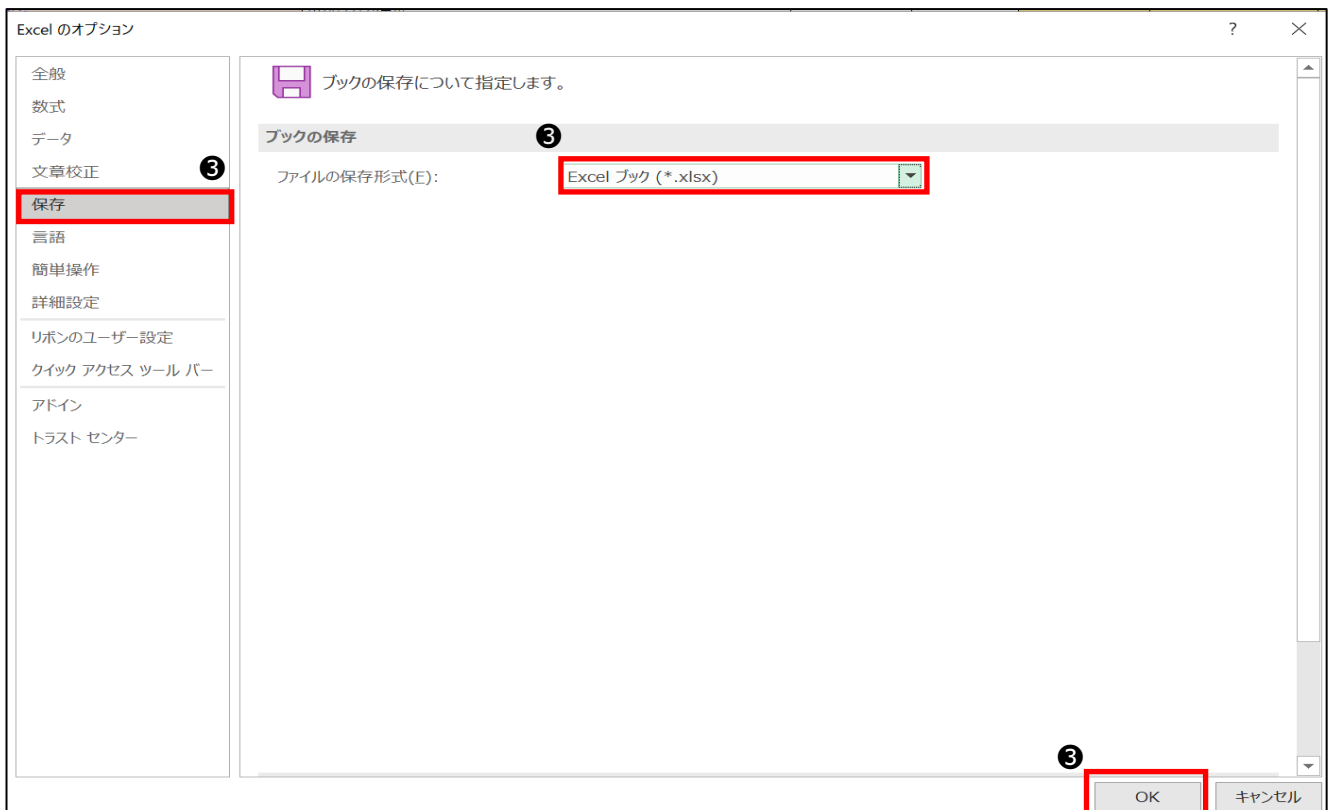 Excel のオプション
?
全般
数式
データ
文章校正
❸
保存
言語
簡単操作
詳細設定
リボンのユーザー設定
クイック アクセス ツール バー
アドイン
トラスト センター
ブックの保存について指定します。
ブックの保存
❸
ファイルの保存形式(F):
Excel ブック (*.xlsx)
❸
OK
キャンセル